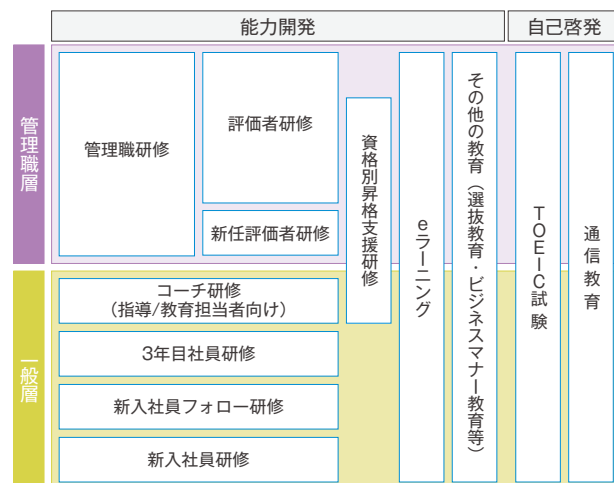 能力開発
自己啓発
管理職層
管理職研修
評価者研修
新任評価者研修
資格別昇格支援研修
eラーニング
その他の教育（選抜教育・ビジネスマナー教育等）
TOEIC試験
通信教育
一般層
コーチ研修
(指導/教育担当者向け)
3年目社員研修
新入社員フォロー研修
新入社員研修